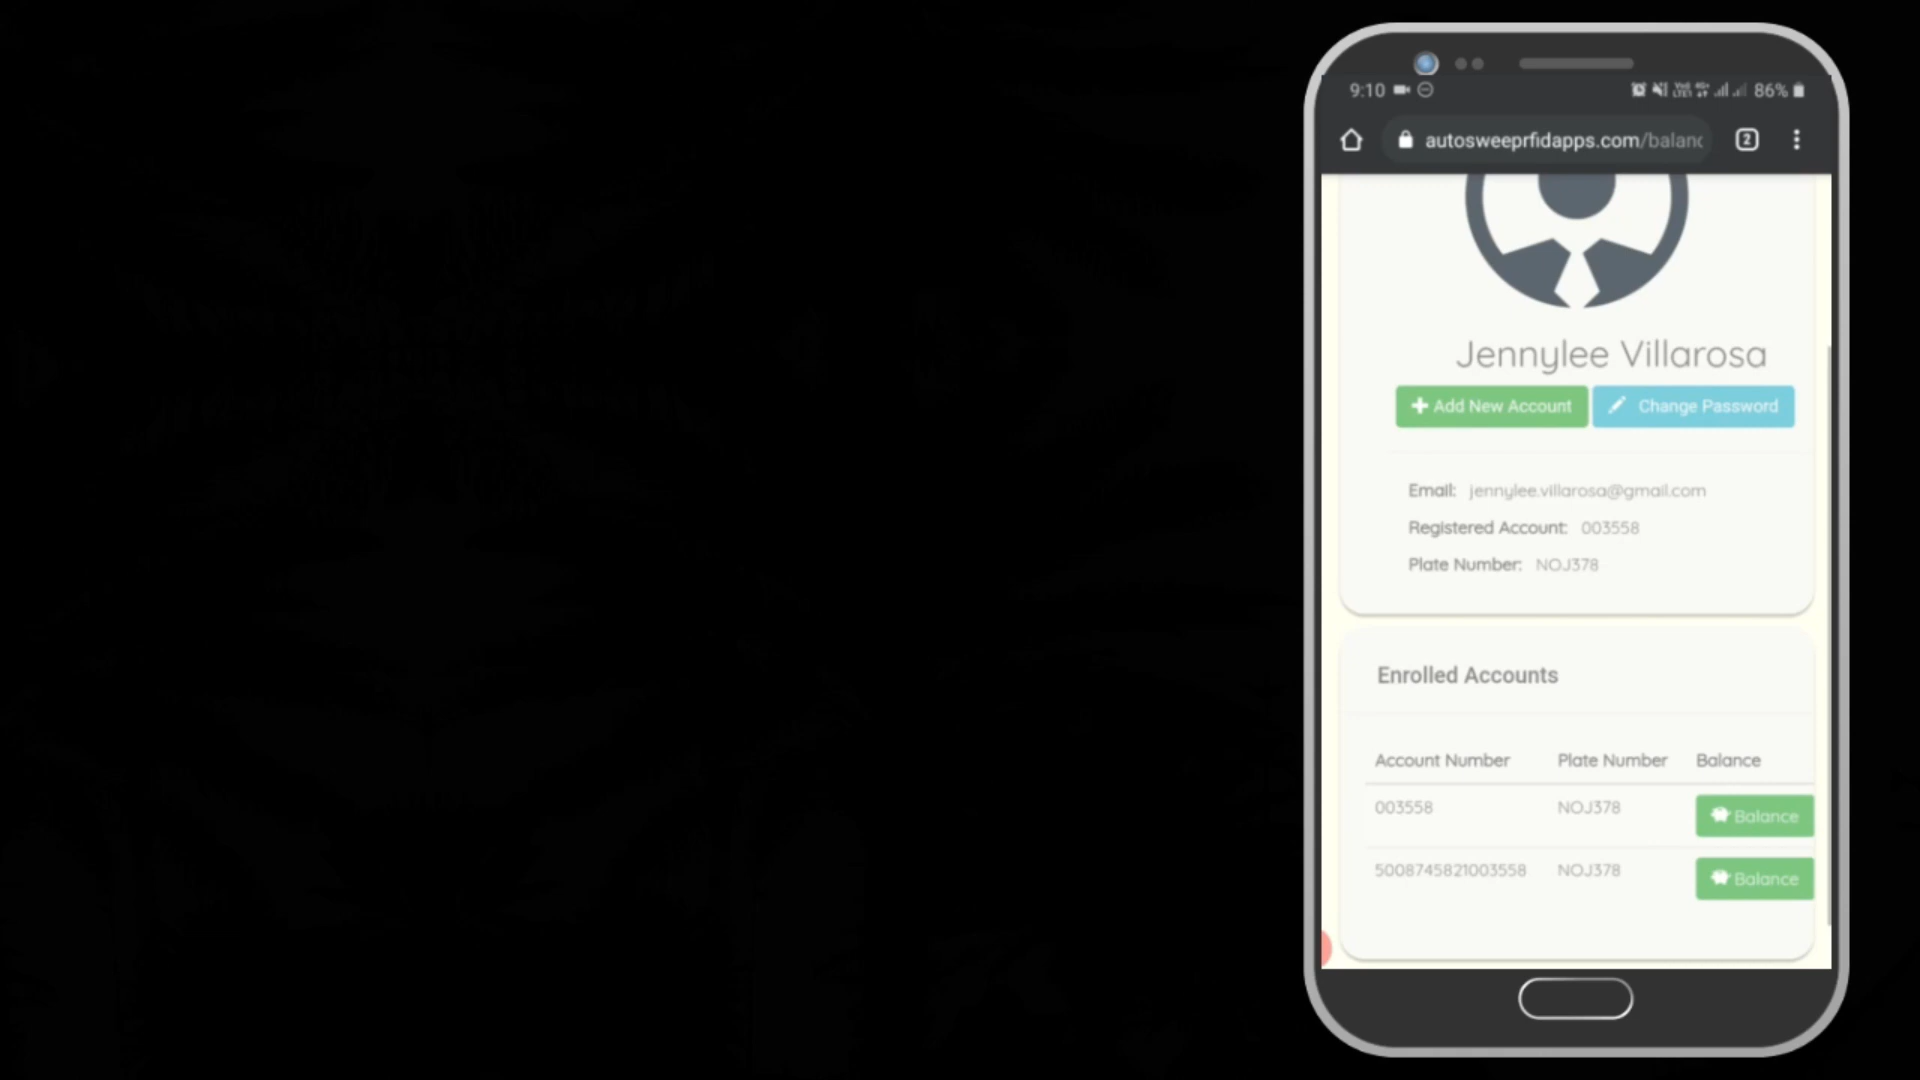 9:10 86%
autosweeprfidapps.com/balanc 2
Jennylee Villarosa
Add New Account Change Password
Email: jennylee.villarosa@gmail.com
Registered Account: 003558
Plate Number: NOJ378
Enrolled Accounts
Account Number Plate Number Balance
003558 NOJ378 Balance
5008745821003558 NOJ378 Balance